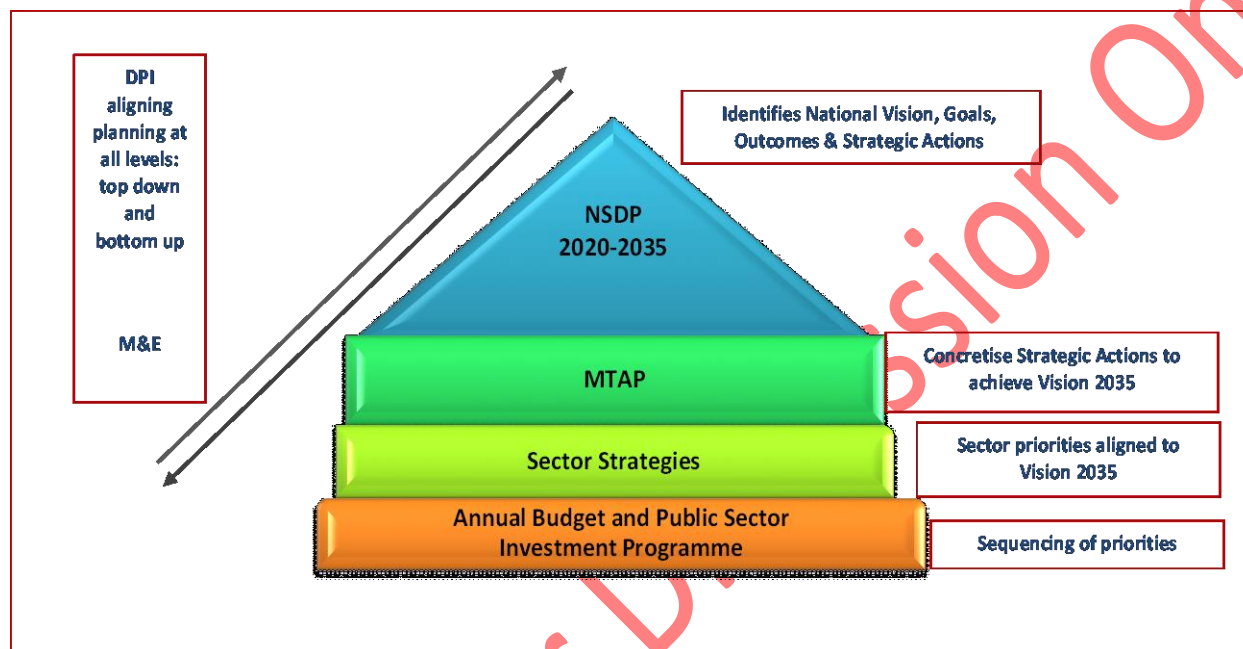 DPI
aligning
planning at
all levels:
top down
and
bottom up
M&E
Identifies National Vision, Goals,
Outcomes & Strategic Actions
NSDP
2020-2035
MTAP
Concretise Strategic Actions to
achieve Vision 2035
Sector Strategies
Sector priorities aligned to
Vision 2035
Annual Budget and Public Sector
Investment Programme
Sequencing of priorities